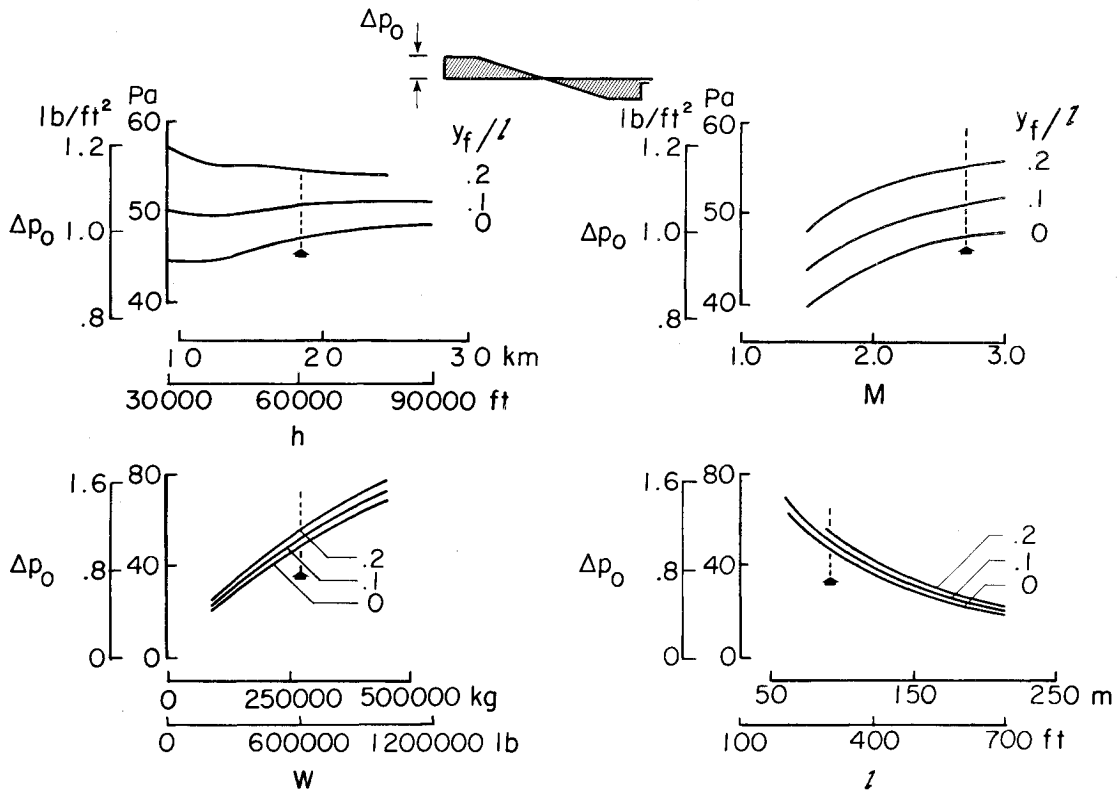 Δp₀
lb/ft² Pa
60
1.2
50
Δp₀ 1.0
40
.8
y_f/l
.2
.1
0
10 20 30 km
30000 60000 90000 ft
h
lb/ft² Pa
60
1.2
50
Δp₀ 1.0
40
.8
y_f/l
.2
.1
0
1.0 2.0 3.0
M
1.6 80
Δp₀ .8 40
0 0
.2
.1
0
0 250000 500000 kg
0 600000 1200000 lb
W
1.6 80
Δp₀ .8 40
0 0
.2
.1
0
50 150 250 m
100 400 700 ft
l